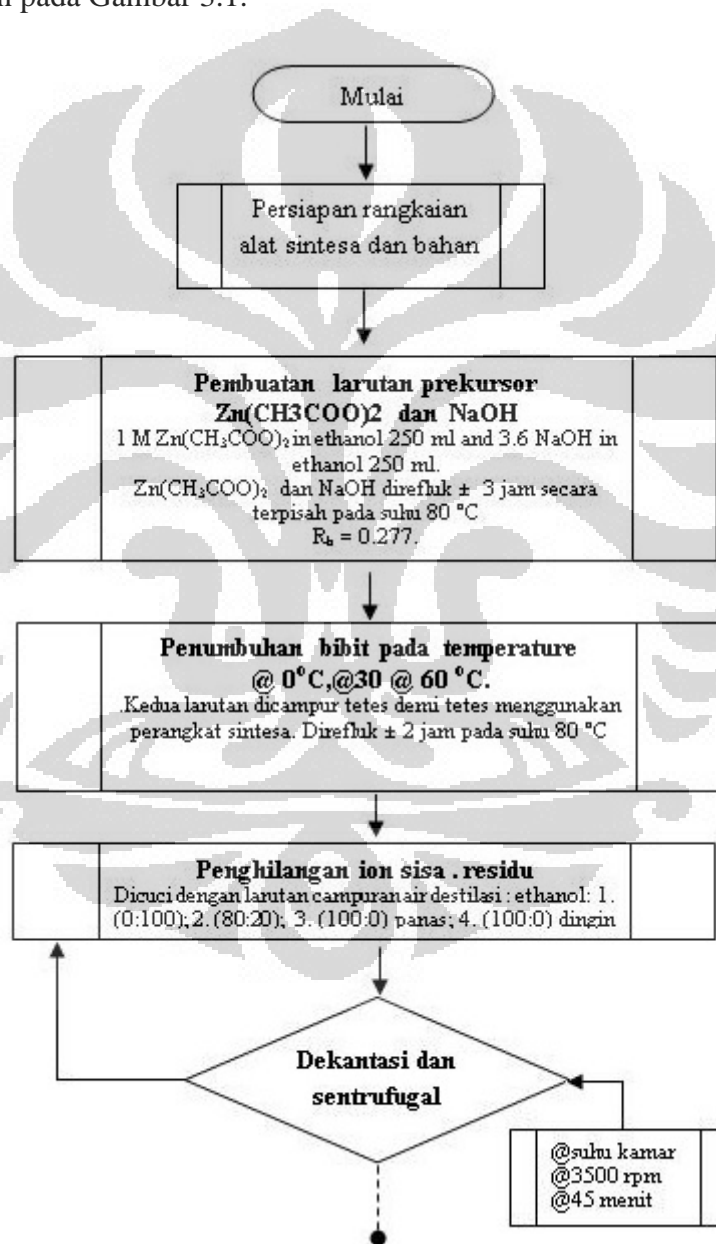 pada Gambar 3.1.
Mulai
Persiapan rangkaian
alat sintesa dan bahan
Pembuatan larutan prekursor
Zn(CH3COO)2 dan NaOH
1 M Zn(CH₃COO)₂ in ethanol 250 ml and 3.6 NaOH in
ethanol 250 ml.
Zn(CH₃COO)₂ dan NaOH direfluk ± 3 jam secara
terpisah pada suhu 80 °C
Rₕ = 0.277.
Penumbuhan bibit pada temperature
@ 0⁰C,@30 @ 60 ⁰C.
.Kedua larutan dicampur tetes demi tetes menggunakan
perangkat sintesa. Direfluk ± 2 jam pada suhu 80 °C
Penghilangan ion sisa .residu
Dicuci dengan larutan campuran air destilasi : ethanol: 1.
(0:100); 2. (80:20); 3. (100:0) panas; 4. (100:0) dingin
Dekantasi dan
sentrufugal
@suhu kamar
@3500 rpm
@45 menit